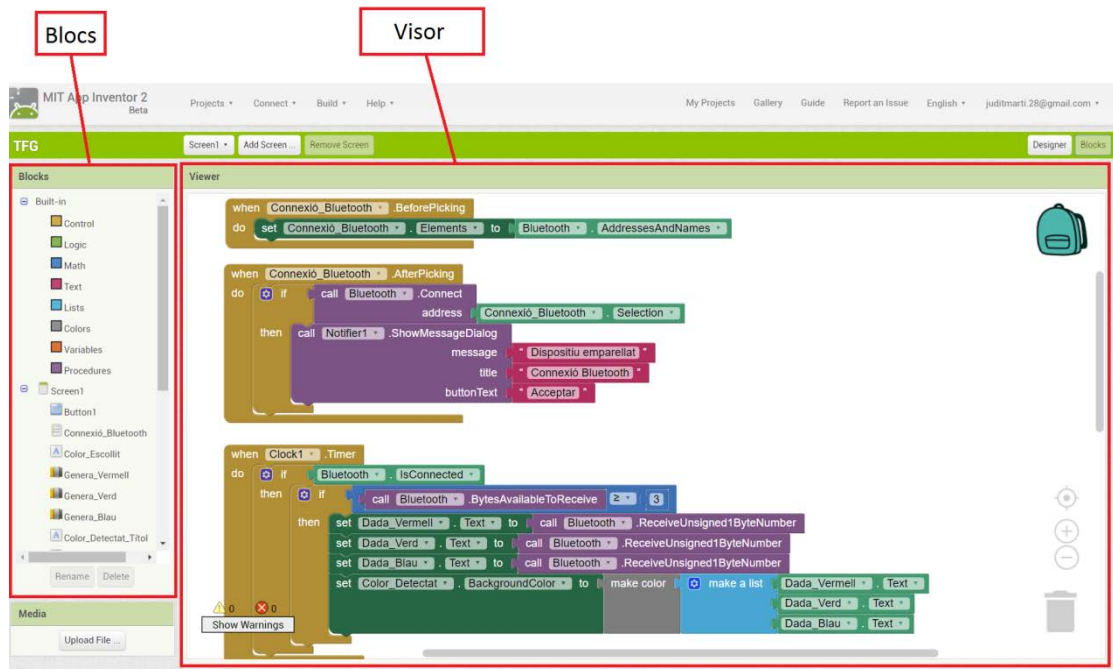 Blocs
Visor
MIT App Inventor 2
Beta
Projects Connect Build Help My Projects Gallery Guide Report an Issue English juditmarti.28@gmail.com
TFG Screen1 Add Screen ... Remove Screen Designer Blocks
Blocks
Built-in
Control
Logic
Math
Text
Lists
Colors
Variables
Procedures
Screen1
Button1
Connexió_Bluetooth
Color_Escollit
Genera_Vermell
Genera_Verd
Genera_Blau
Color_Detectat_Títol
Rename Delete
Media
Upload File ...
Viewer
when Connexió_Bluetooth .BeforePicking
do set Connexió_Bluetooth . Elements to Bluetooth . AddressesAndNames
when Connexió_Bluetooth .AfterPicking
do if call Bluetooth .Connect
address Connexió_Bluetooth . Selection
then call Notifier1 .ShowMessageDialog
message " Dispositiu emparellat "
title " Connexió Bluetooth "
buttonText " Acceptar "
when Clock1 .Timer
do if Bluetooth . IsConnected
then if call Bluetooth .BytesAvailableToReceive ≥ 3
then set Dada_Vermell . Text to call Bluetooth .ReceiveUnsigned1ByteNumber
set Dada_Verd . Text to call Bluetooth .ReceiveUnsigned1ByteNumber
set Dada_Blau . Text to call Bluetooth .ReceiveUnsigned1ByteNumber
set Color_Detectat . BackgroundColor to make color make a list Dada_Vermell . Text
Dada_Verd . Text
Dada_Blau . Text
0 0
Show Warnings